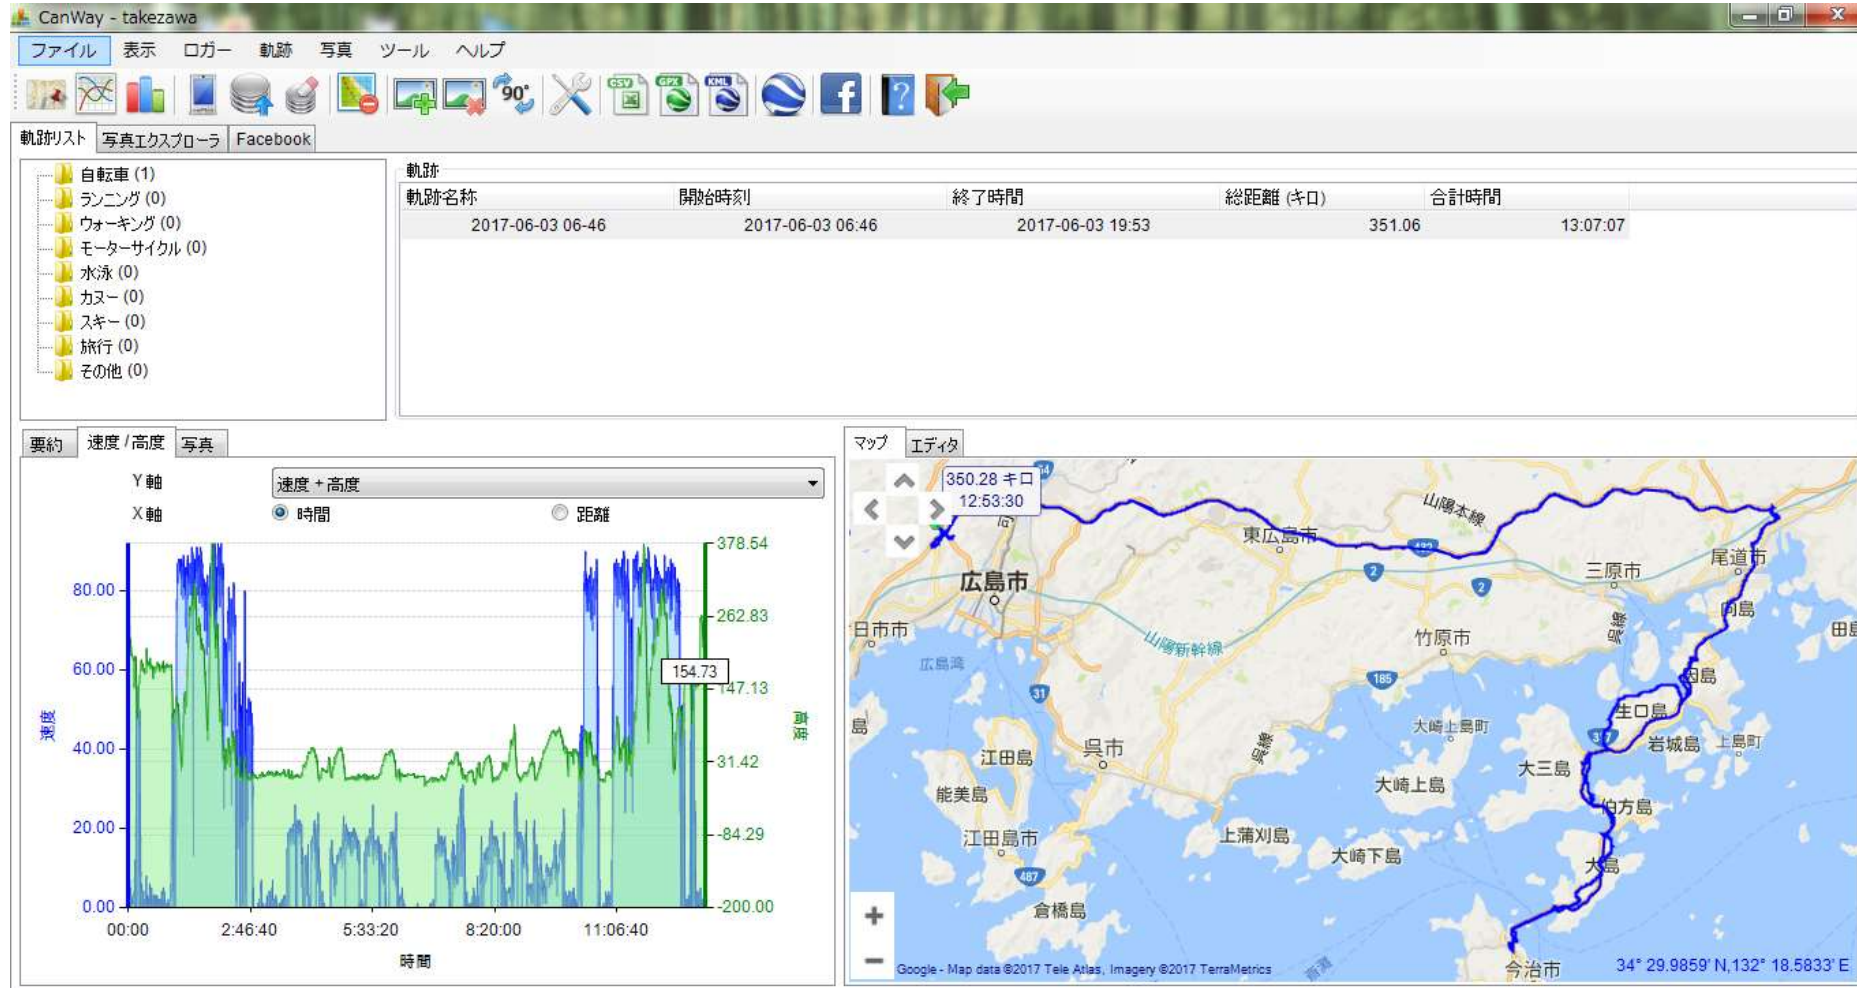 CanWay - takezawa
ファイル 表示 ロガー 軌跡 写真 ツール ヘルプ
90° CSV GPX KML f ?
軌跡リスト 写真エクスプローラ Facebook
自転車 (1)
ランニング (0)
ウォーキング (0)
モーターサイクル (0)
水泳 (0)
カヌー (0)
スキー (0)
旅行 (0)
その他 (0)
軌跡
軌跡名称 開始時刻 終了時間 総距離 (キロ) 合計時間
2017-06-03 06-46 2017-06-03 06:46 2017-06-03 19:53 351.06 13:07:07
要約 速度 / 高度 写真
Y 軸 速度 + 高度
X 軸 時間 距離
378.54
80.00
262.83
60.00
154.73
147.13
速度
高度
40.00
31.42
20.00
-84.29
0.00
-200.00
00:00 2:46:40 5:33:20 8:20:00 11:06:40
時間
マップ エディタ
350.28 キロ
12:53:30
54
山陽本線
東広島市
432
尾道市
2
三原市
広島市
2
向島
日市市
呉線
竹原市
山陽新幹線
広島湾
185
因島
31
生口島
島
大崎上島町
317
岩城島 上島町
呉市
呉線
江田島
大三島
大崎上島
能美島
伯方島
上蒲刈島
江田島市
大崎下島
大島
487
倉橋島
今治市
Google - Map data ©2017 Tele Atlas, Imagery ©2017 TerraMetrics
34° 29.9859' N,132° 18.5833' E